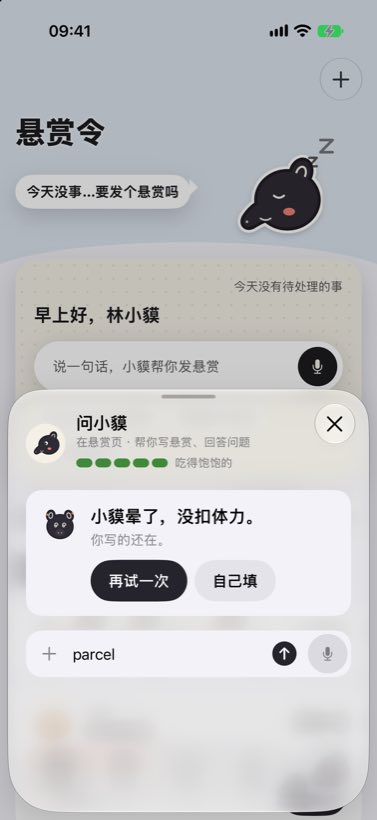 09:41
悬赏令
z
Z
今天没事...要发个悬赏吗
今天没有待处理的事
早上好，林小貘
说一句话，小貘帮你发悬赏
问小貘
在悬赏页 · 帮你写悬赏、回答问题
吃得饱饱的
小貘晕了，没扣体力。
你写的还在。
再试一次
自己填
parcel